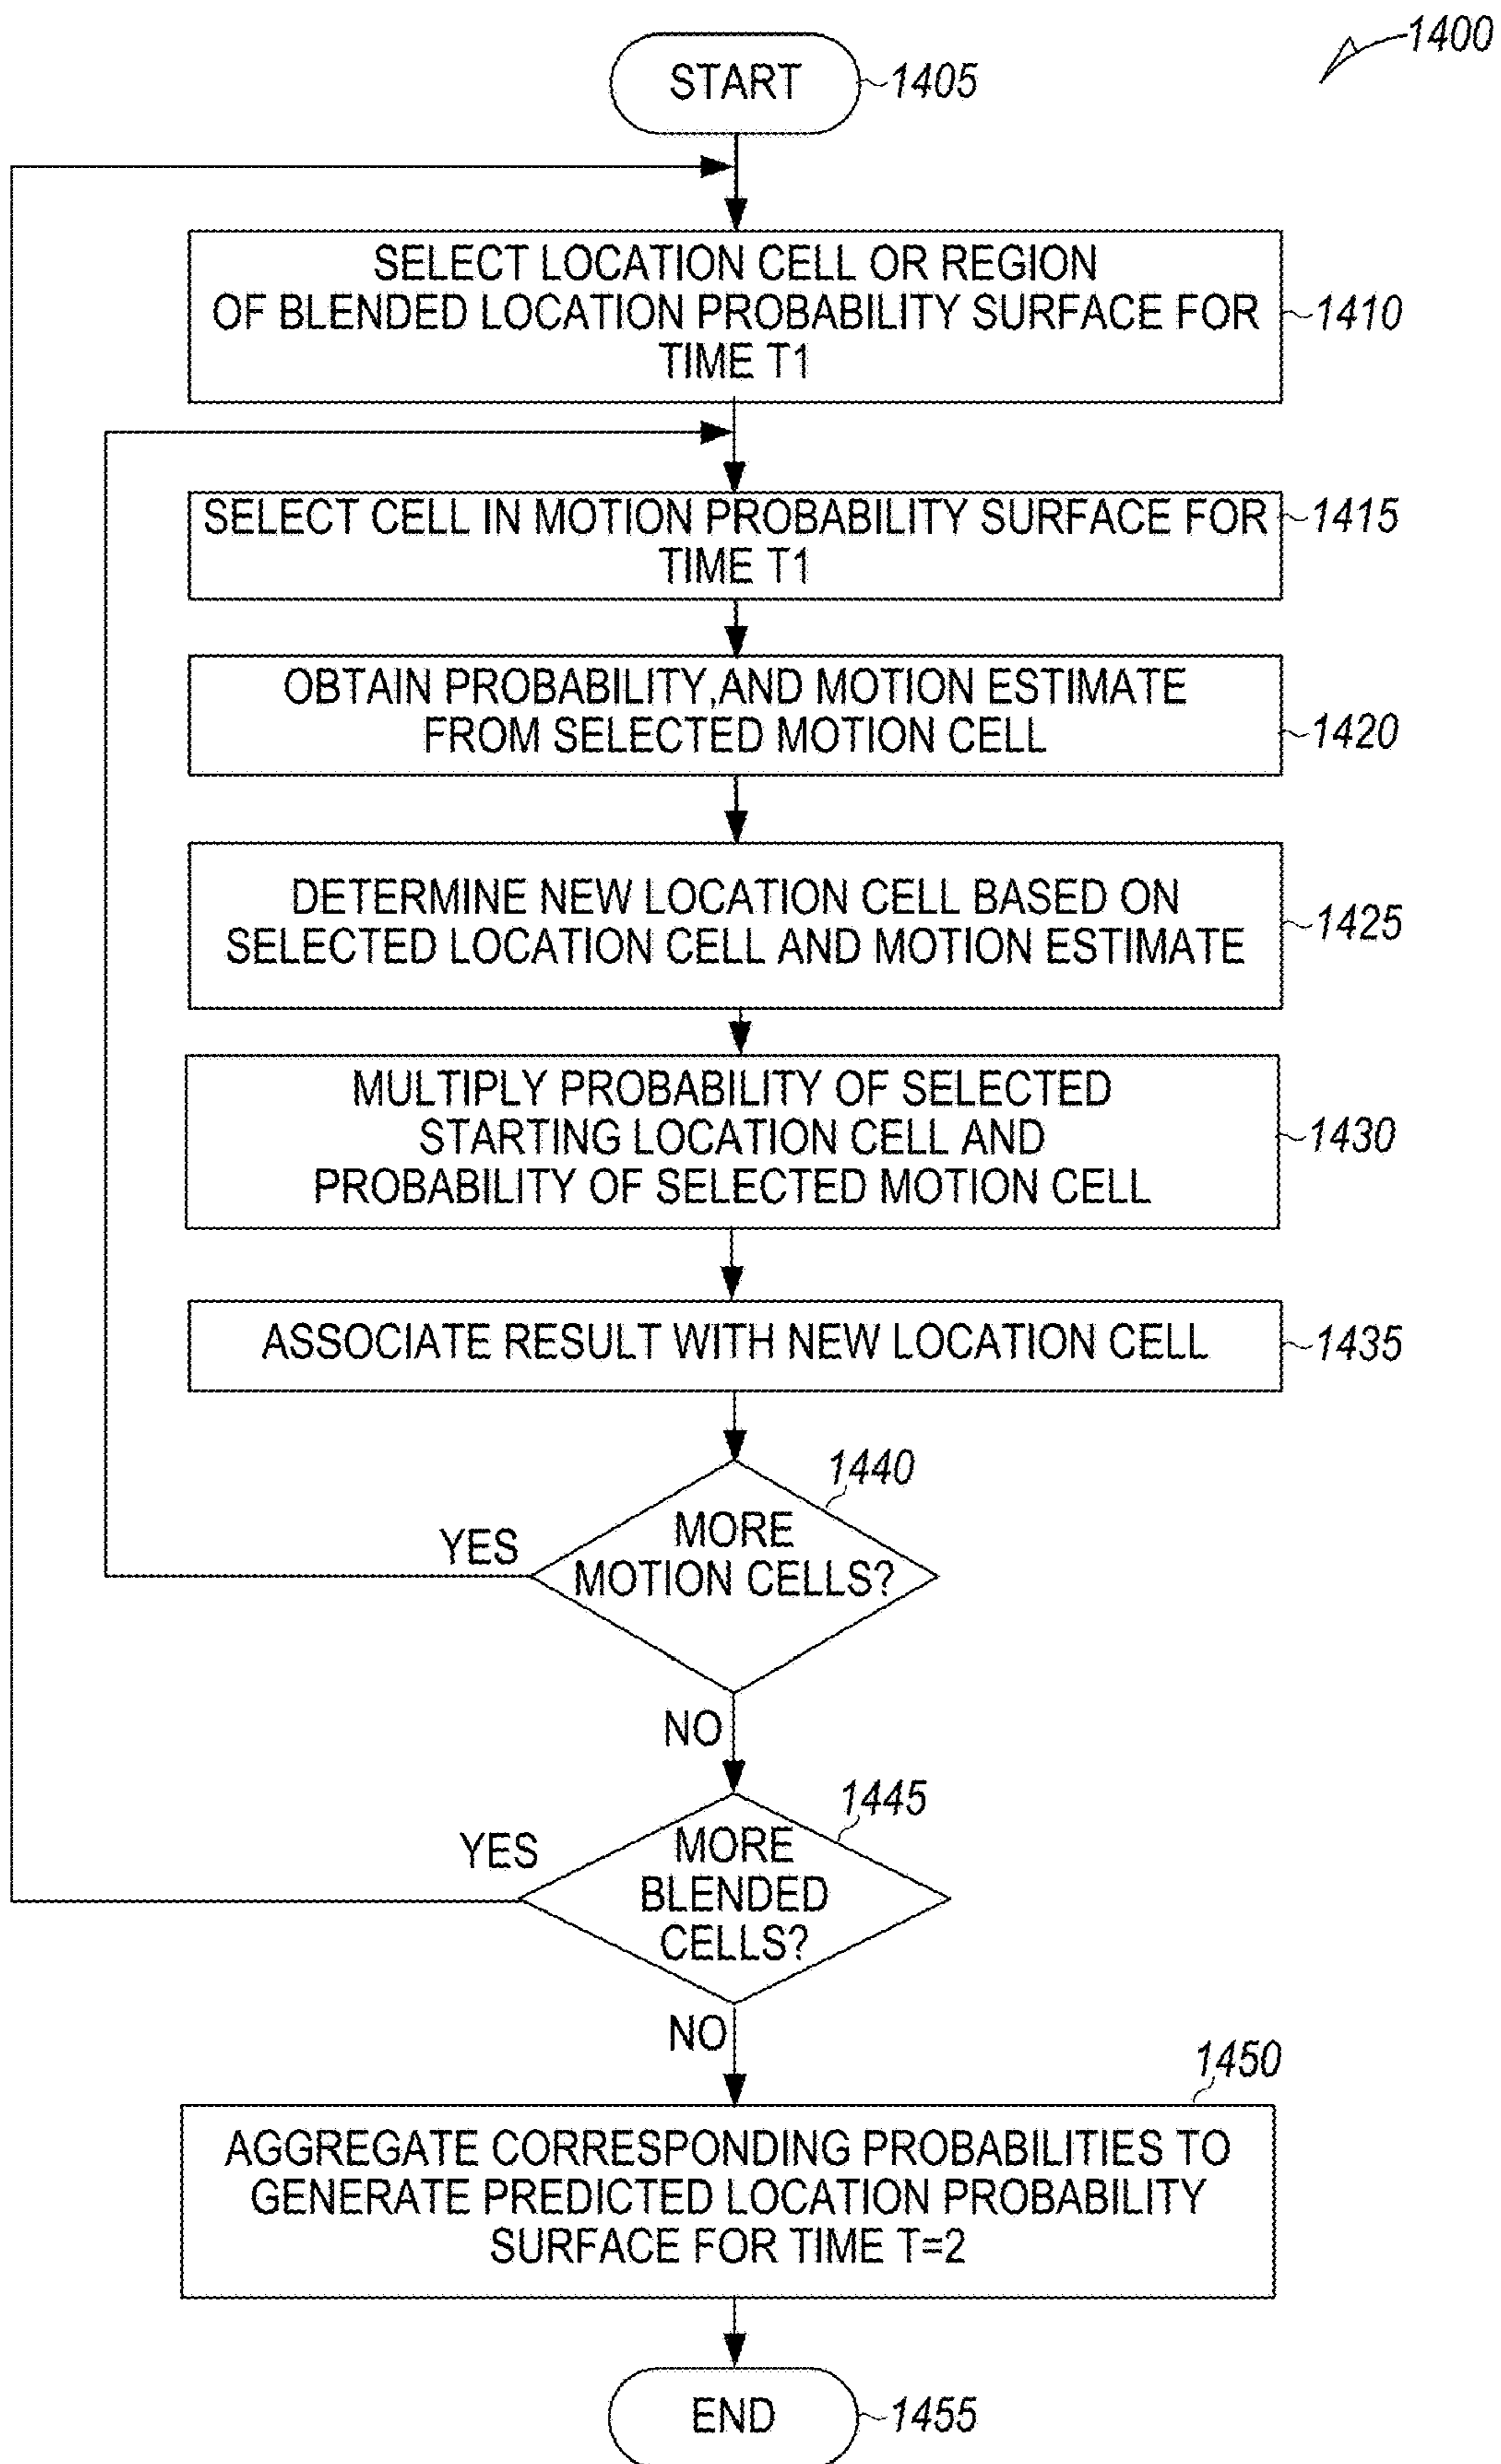 1400
START
1405
SELECT LOCATION CELL OR REGION
OF BLENDED LOCATION PROBABILITY SURFACE FOR
TIME T1
1410
SELECT CELL IN MOTION PROBABILITY SURFACE FOR
TIME T1
1415
OBTAIN PROBABILITY,AND MOTION ESTIMATE
FROM SELECTED MOTION CELL
1420
DETERMINE NEW LOCATION CELL BASED ON
SELECTED LOCATION CELL AND MOTION ESTIMATE
1425
MULTIPLY PROBABILITY OF SELECTED
STARTING LOCATION CELL AND
PROBABILITY OF SELECTED MOTION CELL
1430
ASSOCIATE RESULT WITH NEW LOCATION CELL
1435
1440
MORE
MOTION CELLS?
YES
NO
1445
MORE
BLENDED
CELLS?
YES
NO
1450
AGGREGATE CORRESPONDING PROBABILITIES TO
GENERATE PREDICTED LOCATION PROBABILITY
SURFACE FOR TIME T=2
END
1455